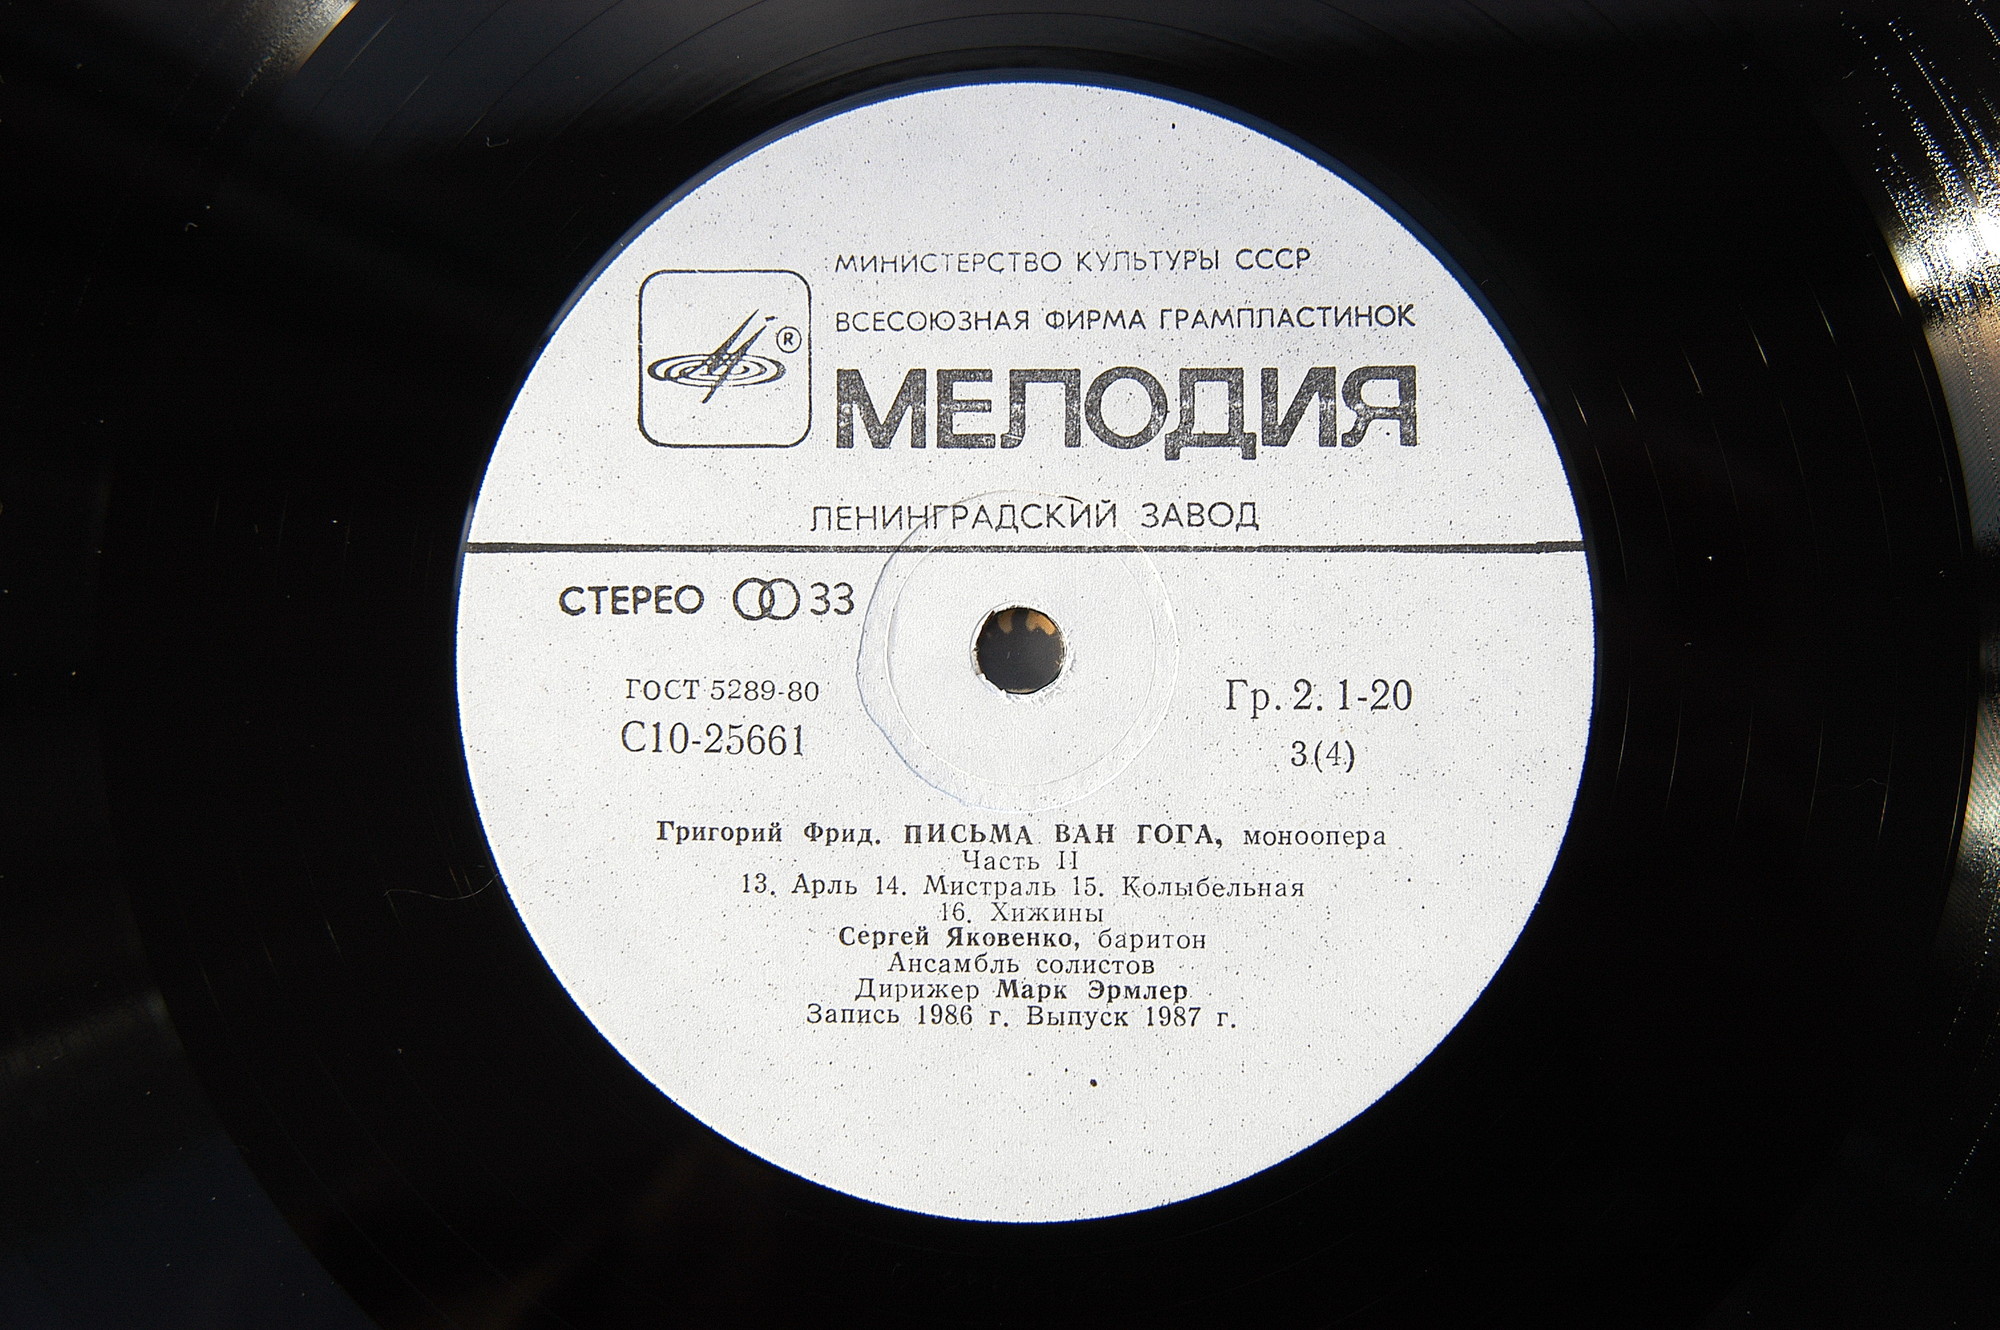 МИНИСТЕРСТВО КУЛЬТУРЫ СССР
ВСЕСОЮЗНАЯ ФИРМА ГРАМПЛАСТИНОК
®
МЕЛОДИЯ
ЛЕНИНГРАДСКИЙ ЗАВОД
СТЕРЕО 33
ГОСТ 5289-80
С10-25661
Гр. 2. 1-20
3(4)
Григорий Фрид. ПИСЬМА ВАН ГОГА, моноопера
Часть II
13. Арль 14. Мистраль 15. Колыбельная
16. Хижины
Сергей Яковенко, баритон
Ансамбль солистов
Дирижер Марк Эрмлер
Запись 1986 г. Выпуск 1987 г.